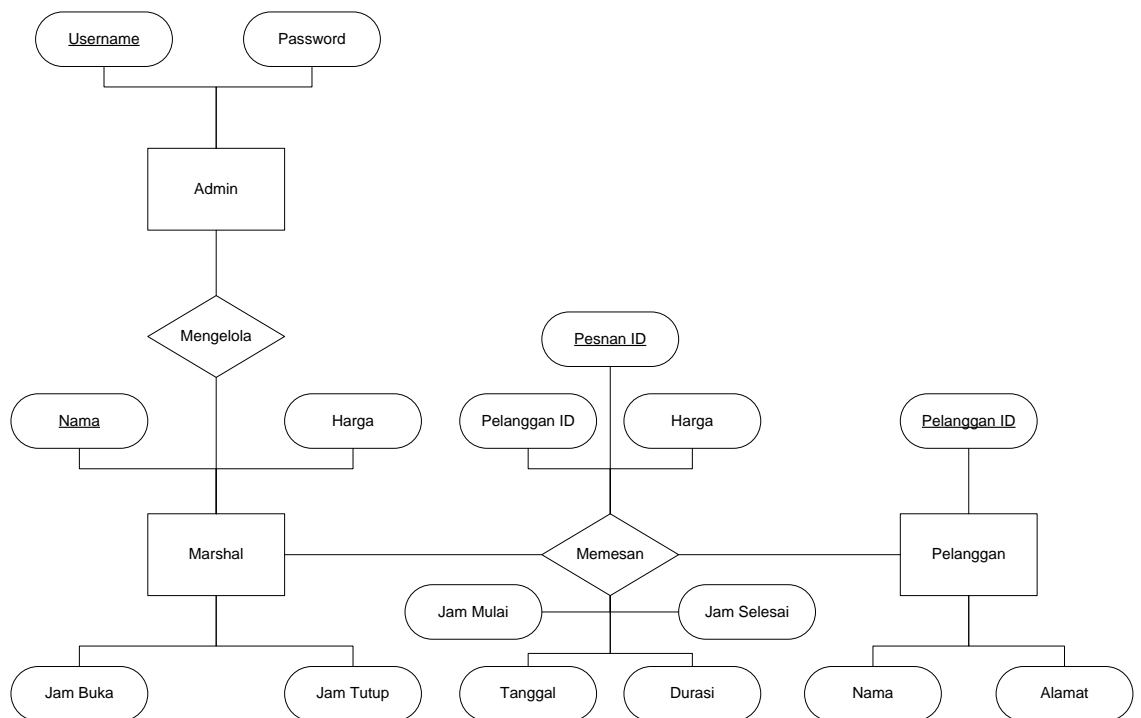 Username
Password
Admin
Mengelola
Pesnan ID
Nama
Harga
Pelanggan ID
Harga
Pelanggan ID
Marshal
Memesan
Pelanggan
Jam Mulai
Jam Selesai
Jam Buka
Jam Tutup
Tanggal
Durasi
Nama
Alamat